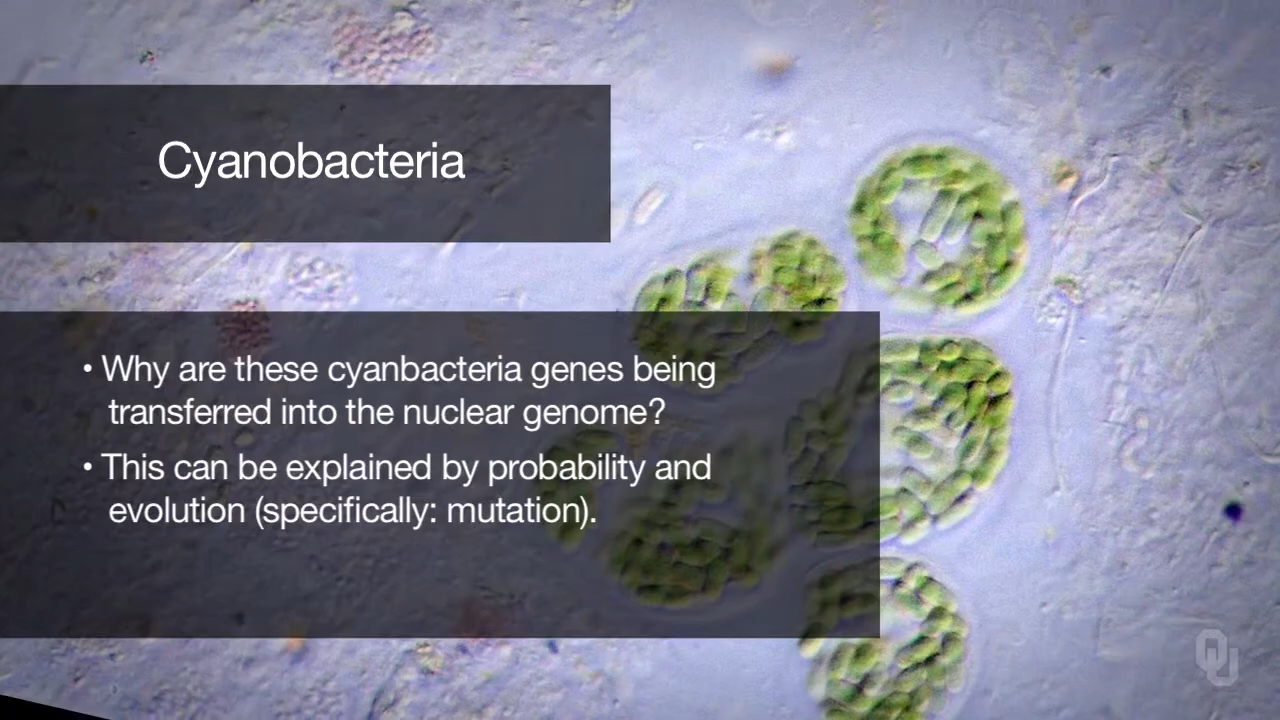 Cyanobacteria
• Why are these cyanbacteria genes being
transferred into the nuclear genome?
• This can be explained by probability and
evolution (specifically: mutation).
OU